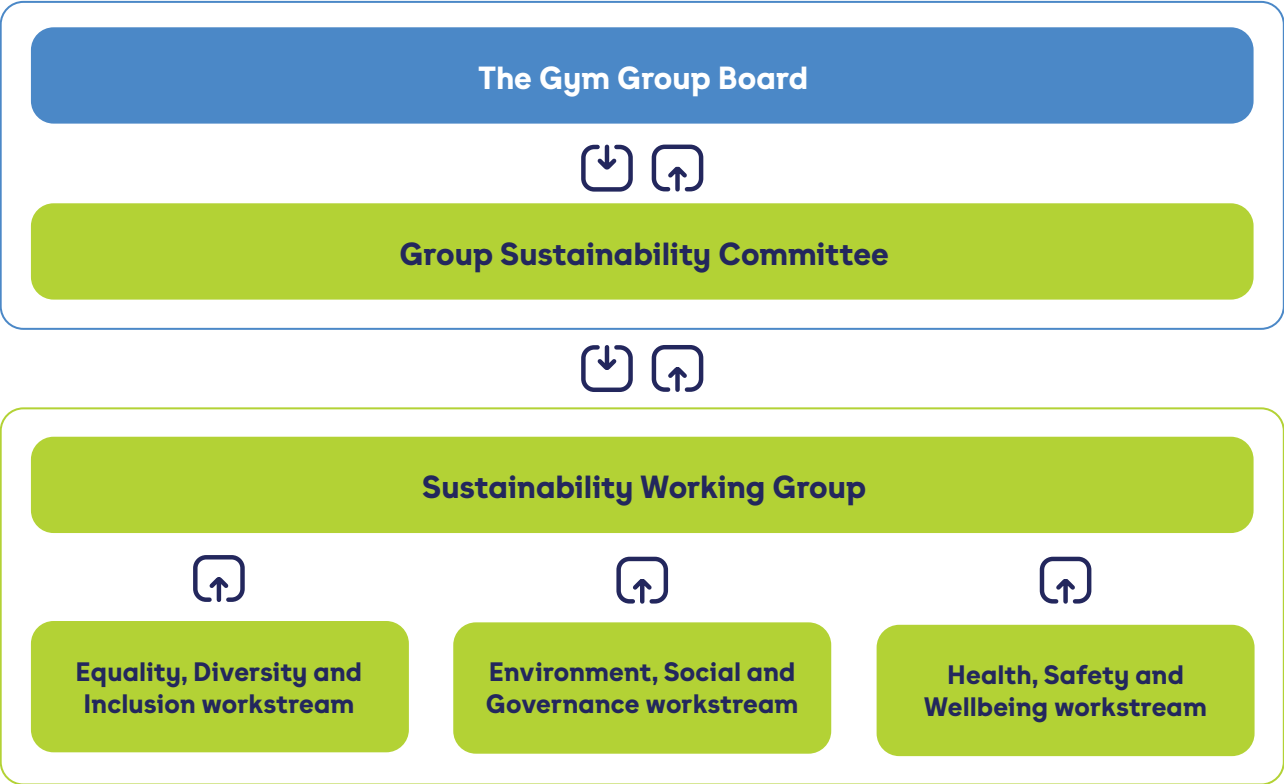 The Gym Group Board
Group Sustainability Committee
Sustainability Working Group
Equality, Diversity and
Inclusion workstream
Environment, Social and
Governance workstream
Health, Safety and
Wellbeing workstream